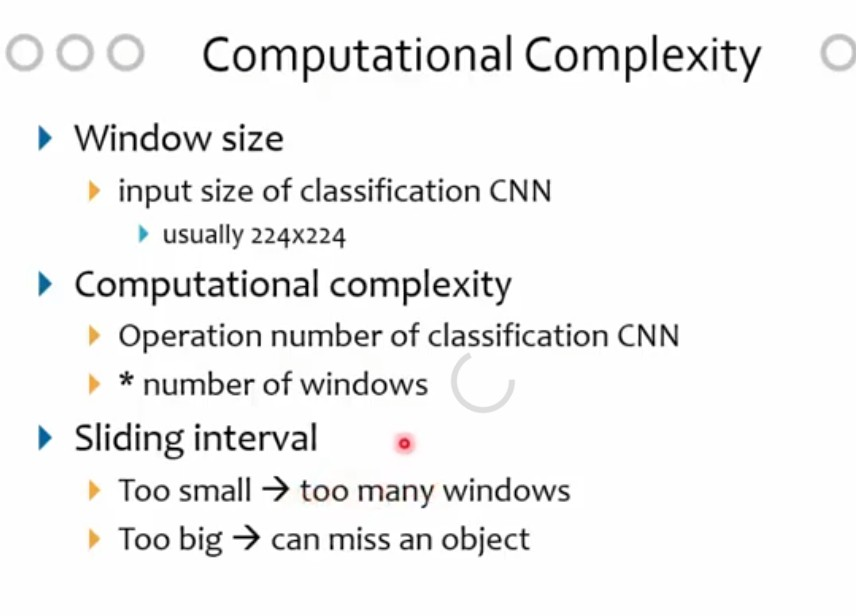 Computational Complexity
Window size
input size of classification CNN
usually 224x224
Computational complexity
Operation number of classification CNN
* number of windows
Sliding interval
Too small → too many windows
Too big → can miss an object